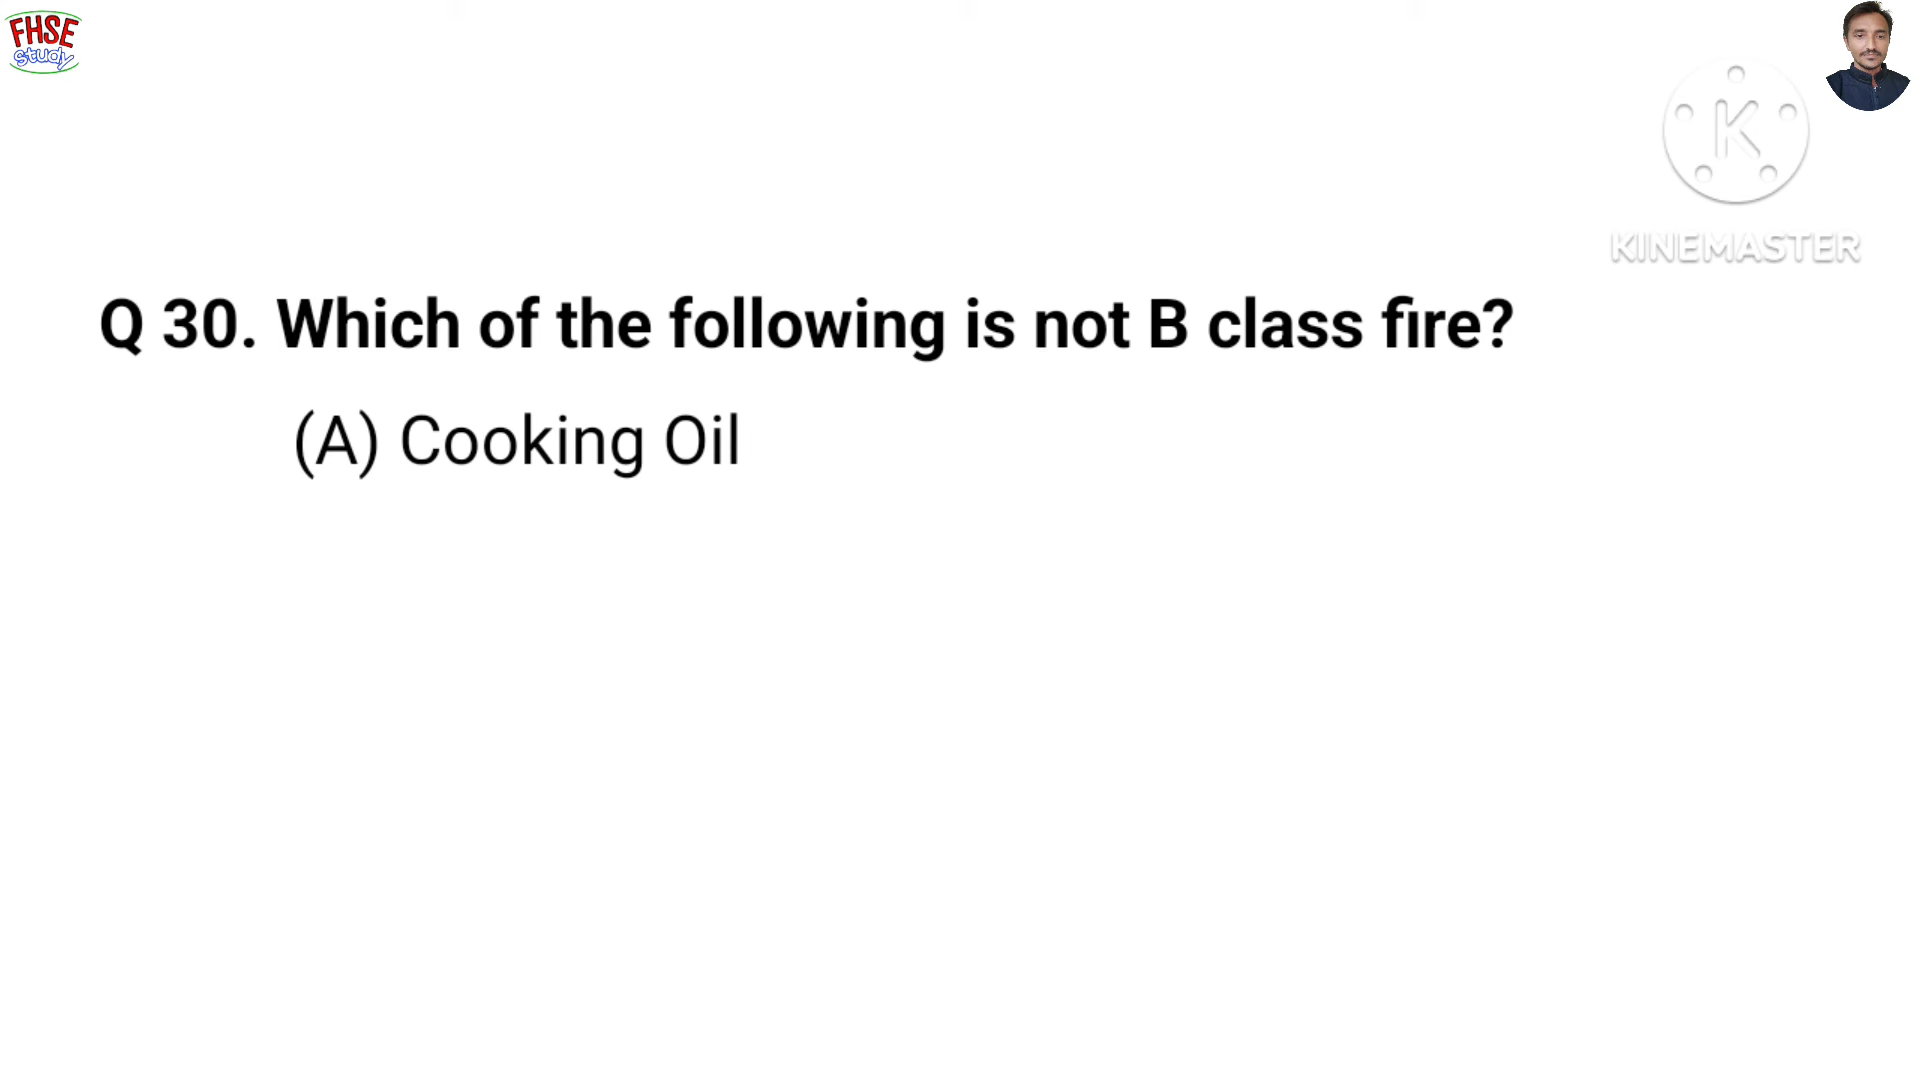 FHSE
Study
K
KINEMASTER
Q 30. Which of the following is not B class fire?
(A) Cooking Oil